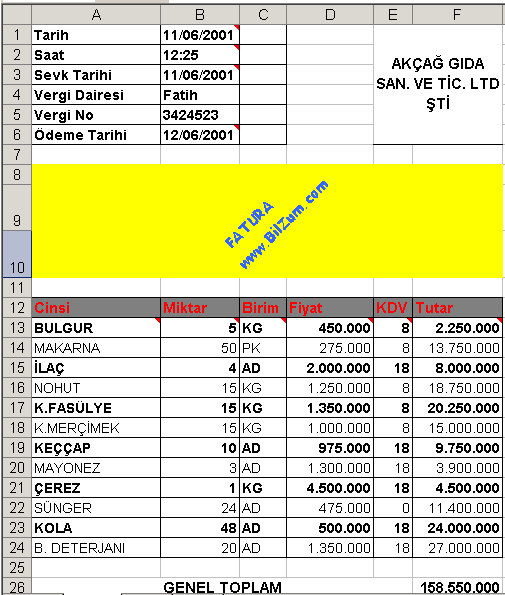 A B C D E F
1 Tarih 11/06/2001
2 Saat 12:25
3 Sevk Tarihi 11/06/2001
4 Vergi Dairesi Fatih
5 Vergi No 3424523
6 Ödeme Tarihi 12/06/2001
AKÇAĞ GIDA
SAN. VE TİC. LTD
ŞTİ
7
8
9
FATURA
www.BilZum.com
10
11
12 Cinsi Miktar Birim Fiyat KDV Tutar
13 BULGUR 5 KG 450.000 8 2.250.000
14 MAKARNA 50 PK 275.000 8 13.750.000
15 İLAÇ 4 AD 2.000.000 18 8.000.000
16 NOHUT 15 KG 1.250.000 8 18.750.000
17 K.FASÜLYE 15 KG 1.350.000 8 20.250.000
18 K.MERÇİMEK 15 KG 1.000.000 8 15.000.000
19 KEÇÇAP 10 AD 975.000 18 9.750.000
20 MAYONEZ 3 AD 1.300.000 18 3.900.000
21 ÇEREZ 1 KG 4.500.000 18 4.500.000
22 SÜNGER 24 AD 475.000 0 11.400.000
23 KOLA 48 AD 500.000 18 24.000.000
24 B. DETERJANI 20 AD 1.350.000 18 27.000.000
25
26 GENEL TOPLAM 158.550.000